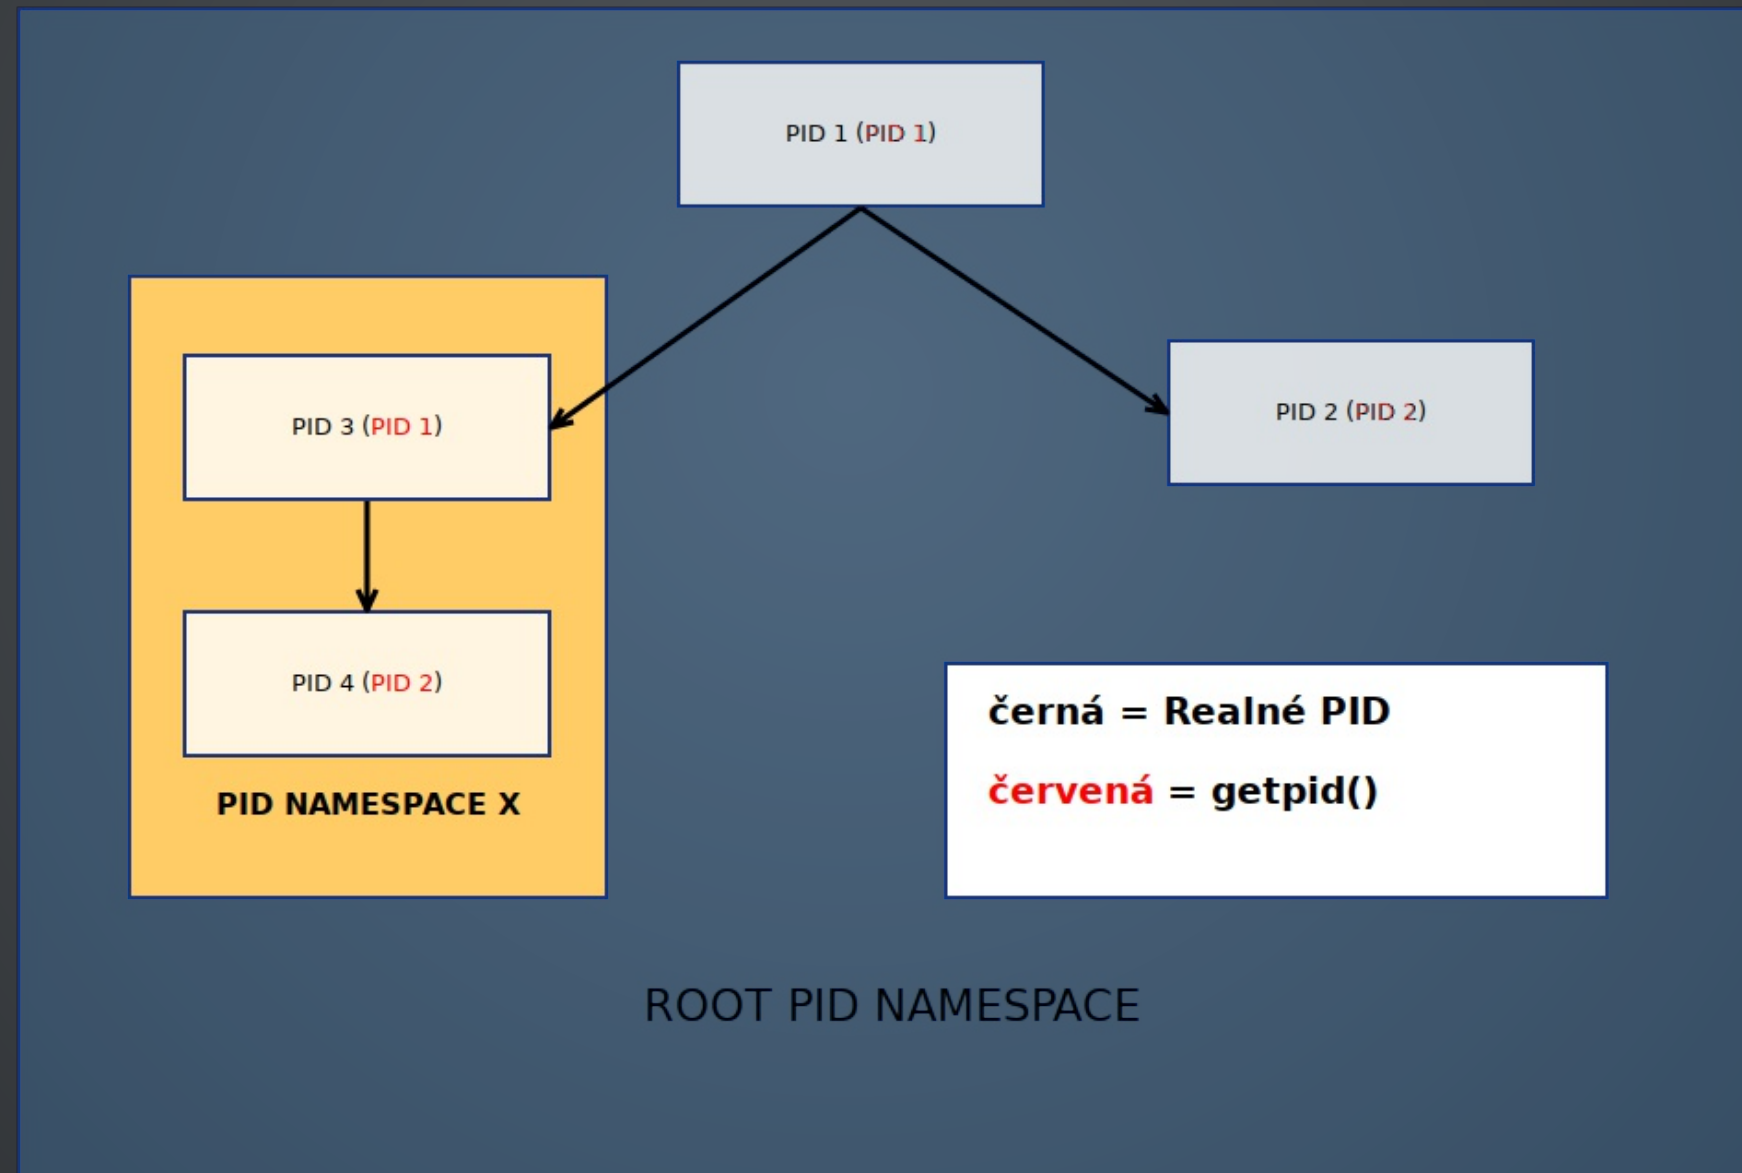 PID 1 (PID 1)
PID 3 (PID 1)
PID 2 (PID 2)
PID 4 (PID 2)
PID NAMESPACE X
černá = Realné PID
červená = getpid()
ROOT PID NAMESPACE